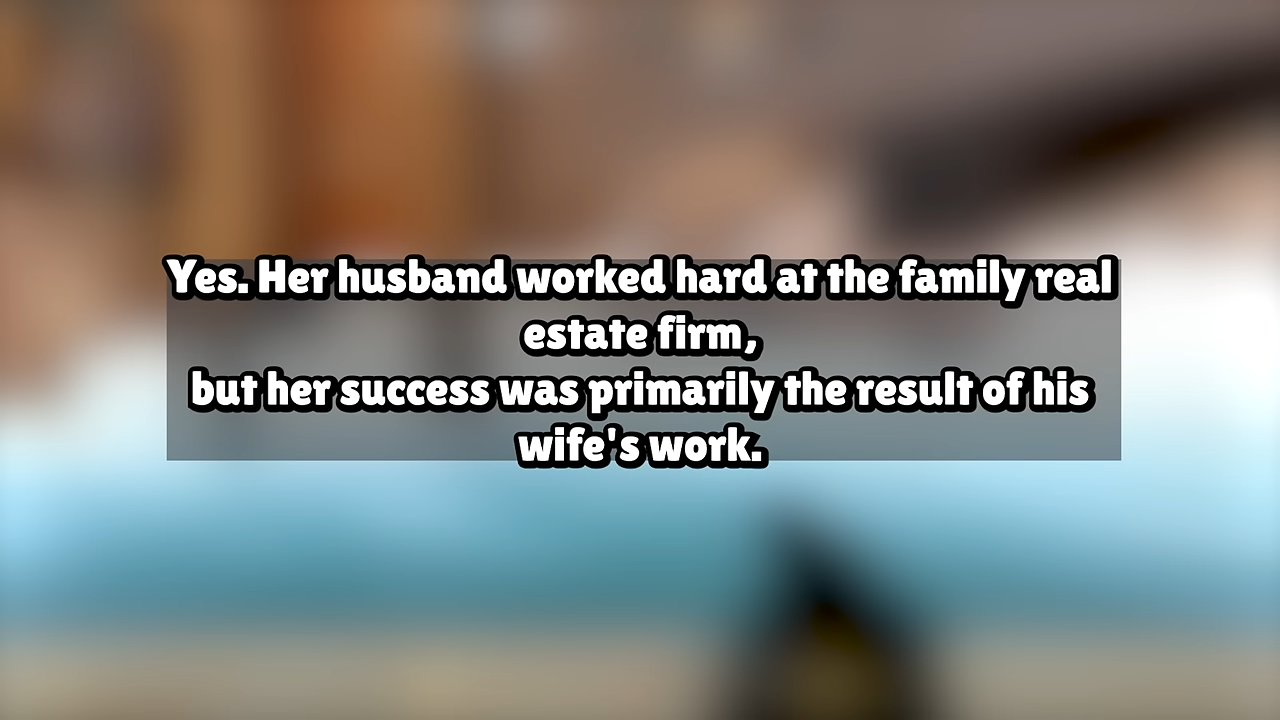 Yes. Her husband worked hard at the family real
estate firm,
but her success was primarily the result of his
wife's work.